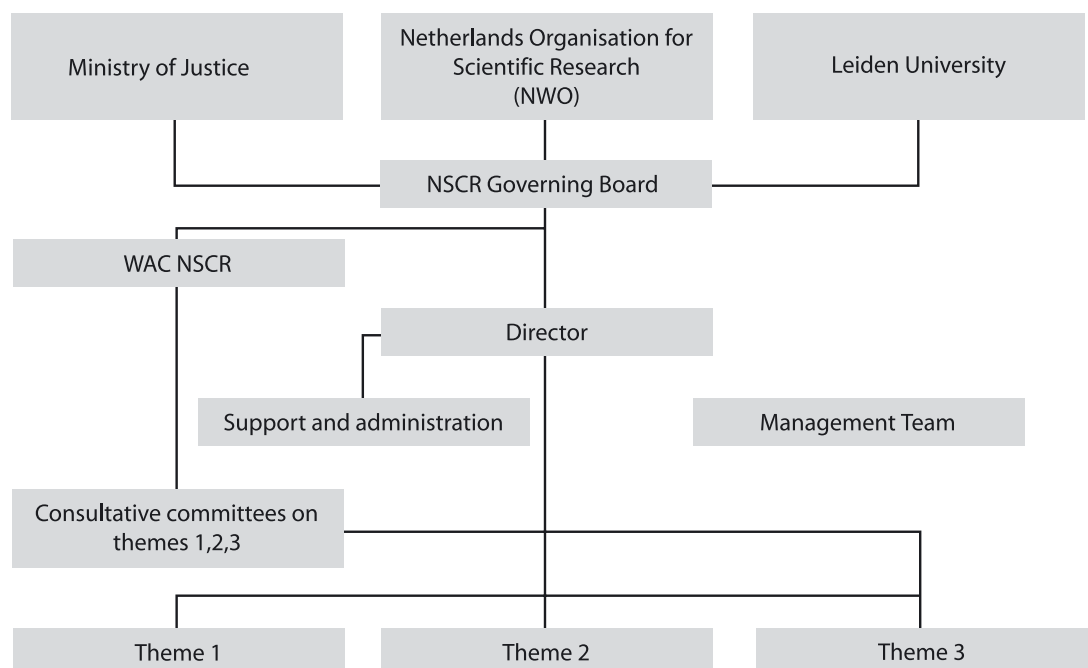 Ministry of Justice
Netherlands Organisation for
Scientific Research
(NWO)
Leiden University
NSCR Governing Board
WAC NSCR
Director
Support and administration
Management Team
Consultative committees on
themes 1,2,3
Theme 1
Theme 2
Theme 3